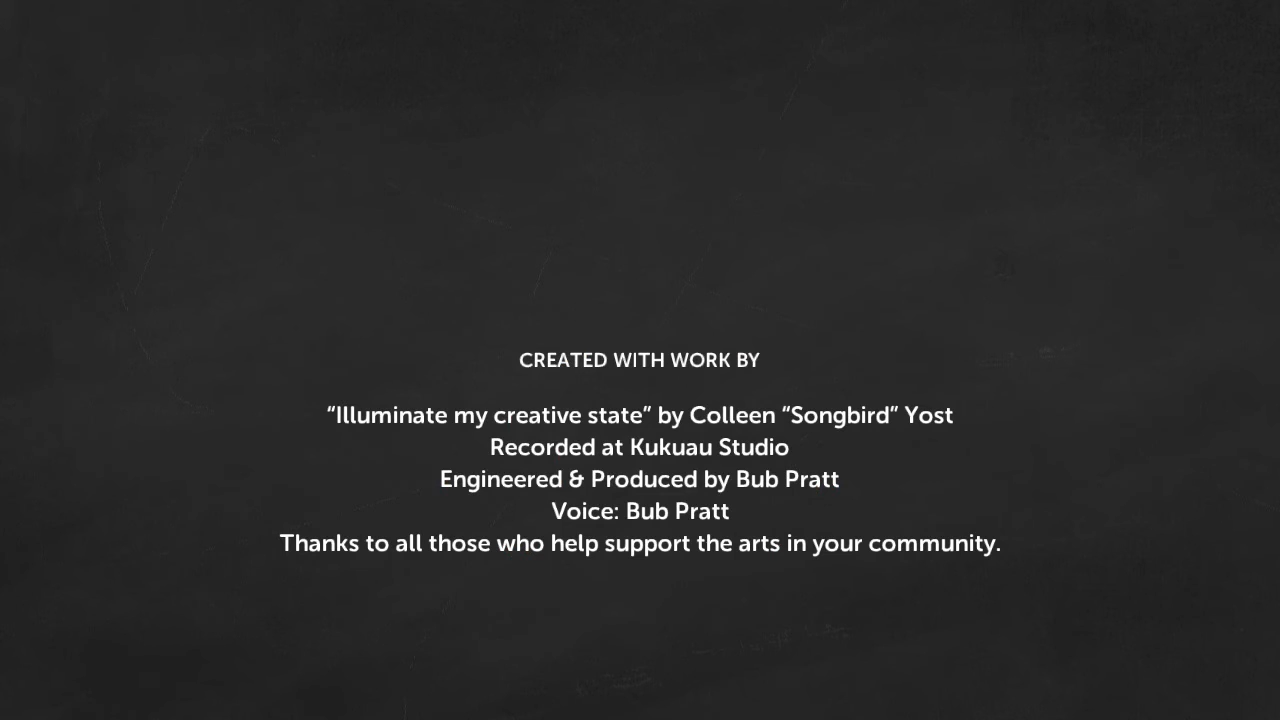 CREATED WITH WORK BY
“Illuminate my creative state” by Colleen “Songbird” Yost
Recorded at Kukuau Studio
Engineered & Produced by Bub Pratt
Voice: Bub Pratt
Thanks to all those who help support the arts in your community.